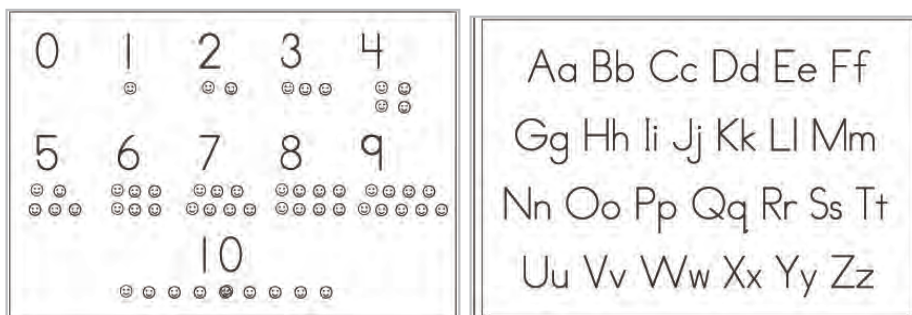 0 1 2 3 4
5 6 7 8 9
10
Aa Bb Cc Dd Ee Ff
Gg Hh Ii Jj Kk Ll Mm
Nn Oo Pp Qq Rr Ss Tt
Uu Vv Ww Xx Yy Zz